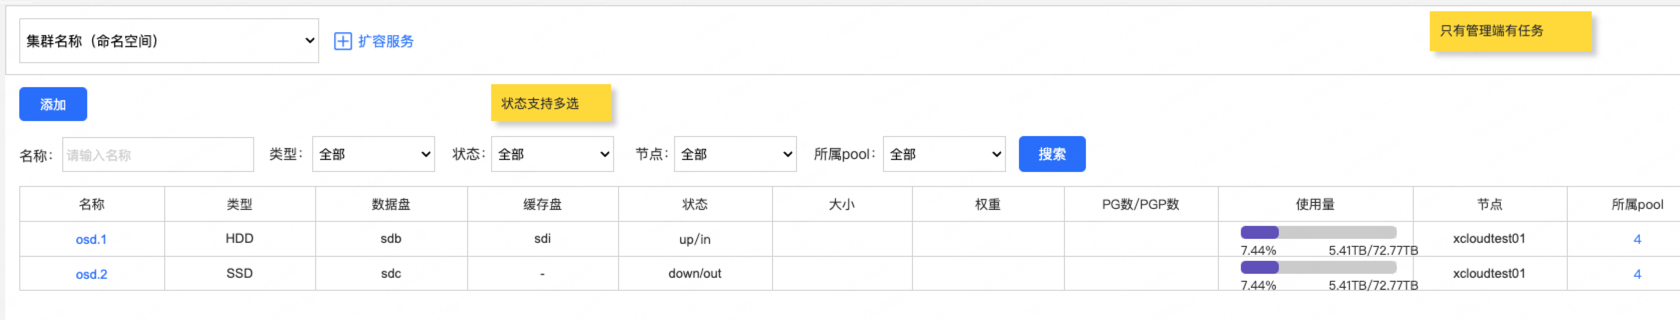 集群名称（命名空间） 扩容服务 只有管理端有任务
添加 状态支持多选
名称： 请输入名称 类型： 全部 状态： 全部 节点： 全部 所属pool： 全部 搜索
名称 类型 数据盘 缓存盘 状态 大小 权重 PG数/PGP数 使用量 节点 所属pool
osd.1 HDD sdb sdi up/in 7.44% 5.41TB/72.77TB xcloudtest01 4
osd.2 SSD sdc - down/out 7.44% 5.41TB/72.77TB xcloudtest01 4